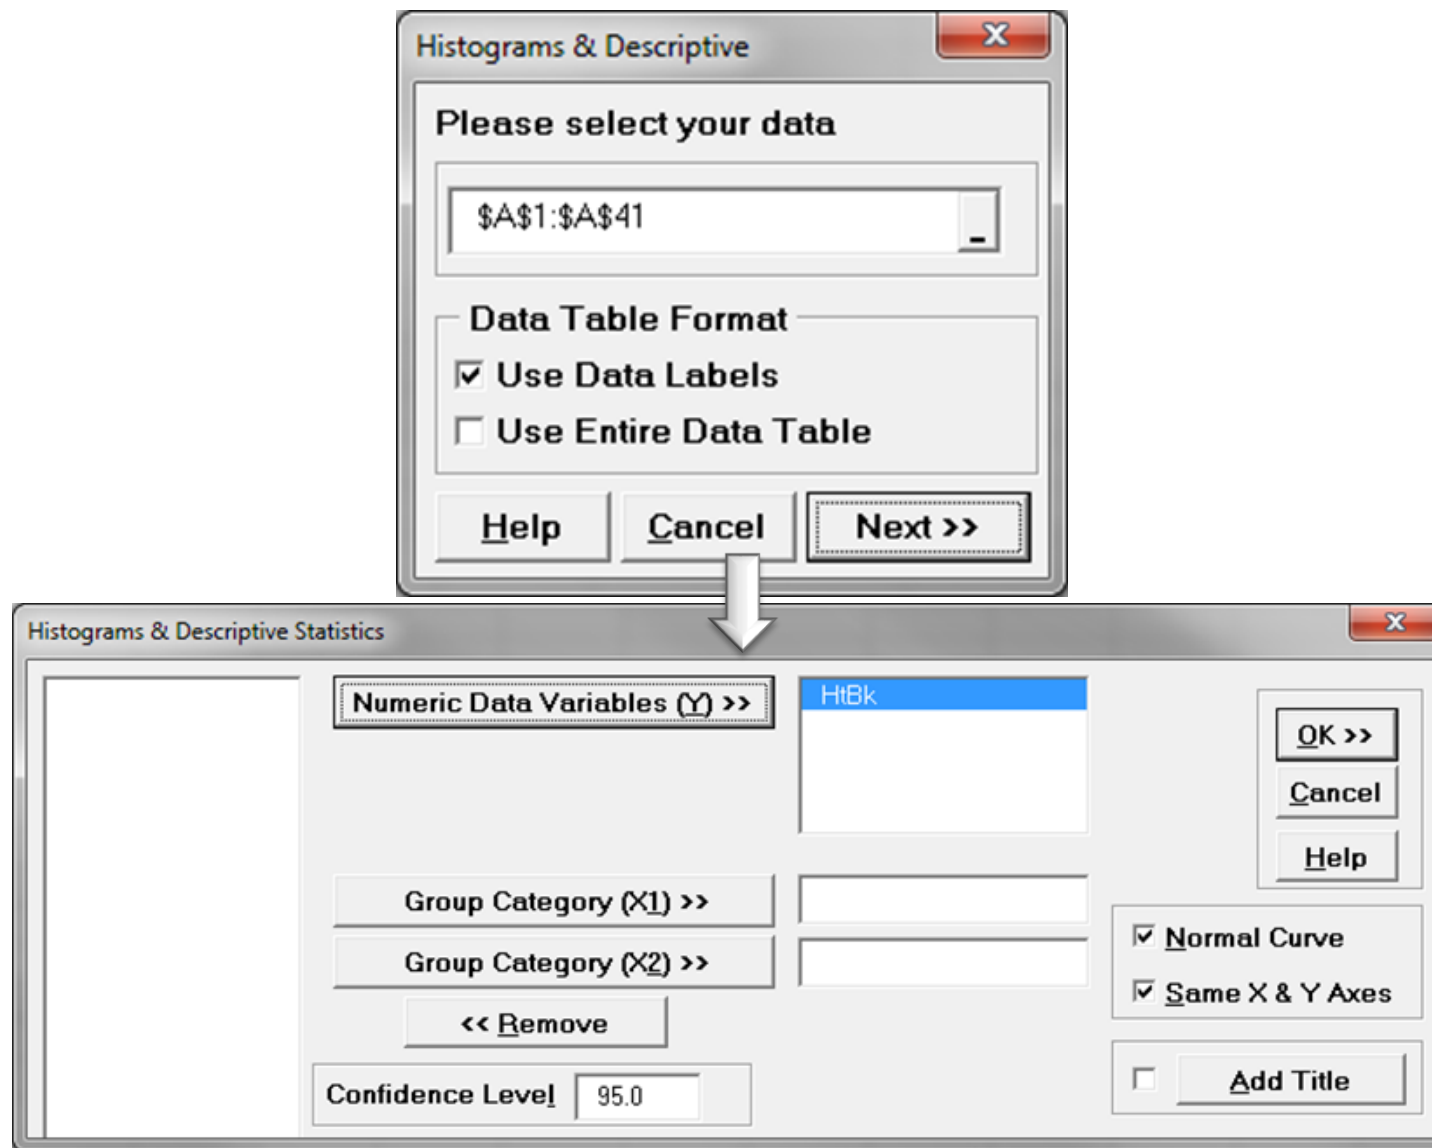 Histograms & Descriptive
Please select your data
$A$1:$A$41
Data Table Format
Use Data Labels
Use Entire Data Table
Help Cancel Next >>
Histograms & Descriptive Statistics
Numeric Data Variables (Y) >> HtBk
OK >>
Cancel
Help
Group Category (X1) >>
Group Category (X2) >>
Normal Curve
Same X & Y Axes
<< Remove
Confidence Level 95.0
Add Title